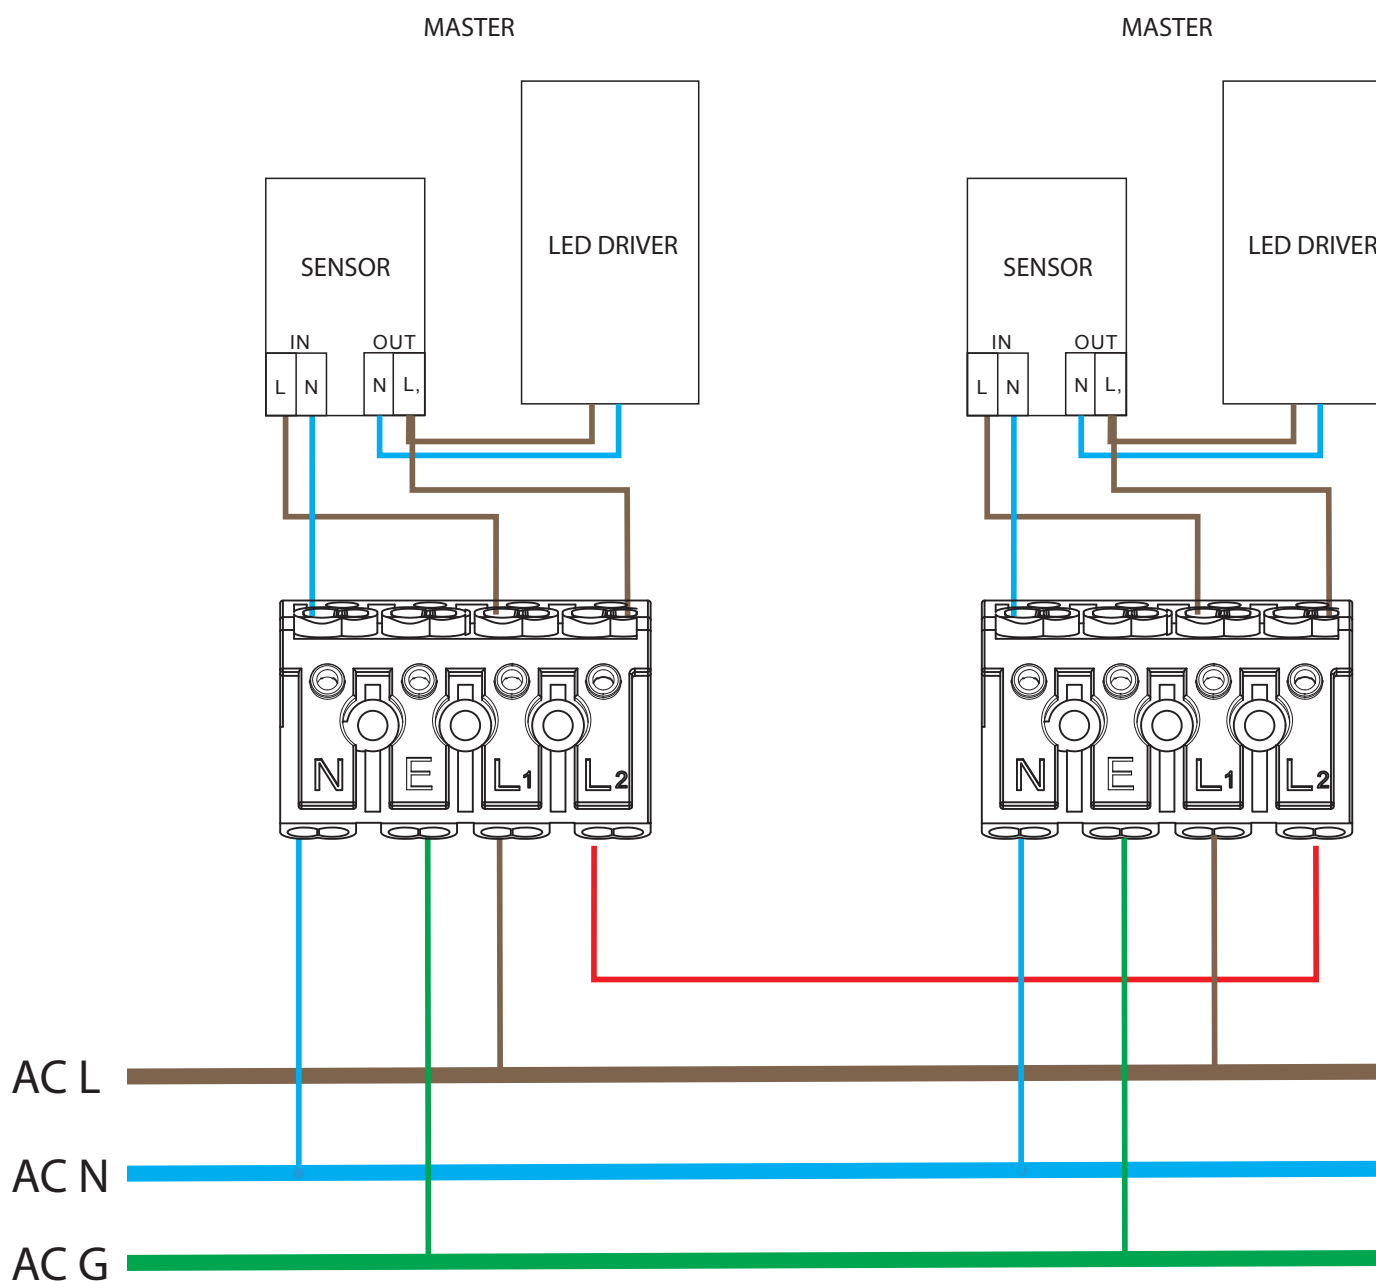 MASTER MASTER
LED DRIVER LED DRIVER
SENSOR SENSOR
IN OUT IN OUT
L N N L, L N N L,
N E L1 L2 N E L1 L2
AC L
AC N
AC G